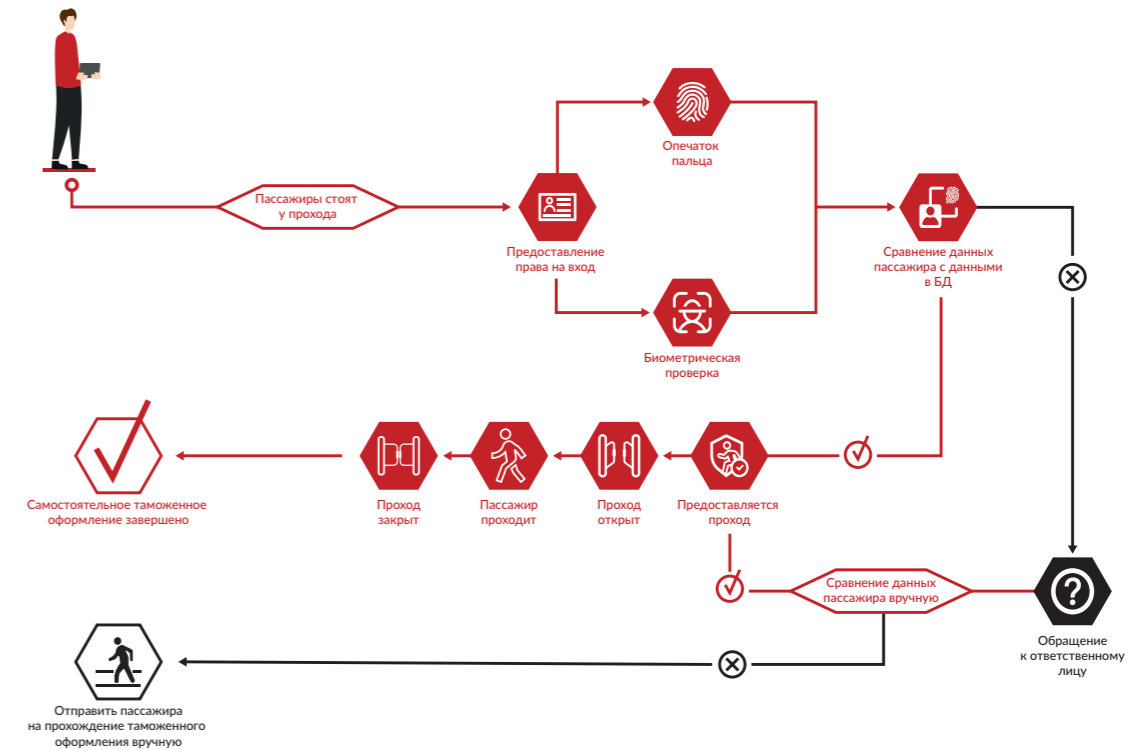 Опечаток
пальца
Пассажиры стоят
у прохода
Предоставление
права на вход
Сравнение данных
пассажира с данными
в БД
Биометрическая
проверка
Самостоятельное таможенное
оформление завершено
Проход
закрыт
Пассажир
проходит
Проход
открыт
Предоставляется
проход
Сравнение данных
пассажира вручную
Обращение
к ответственному
лицу
Отправить пассажира
на прохождение таможенного
оформления вручную